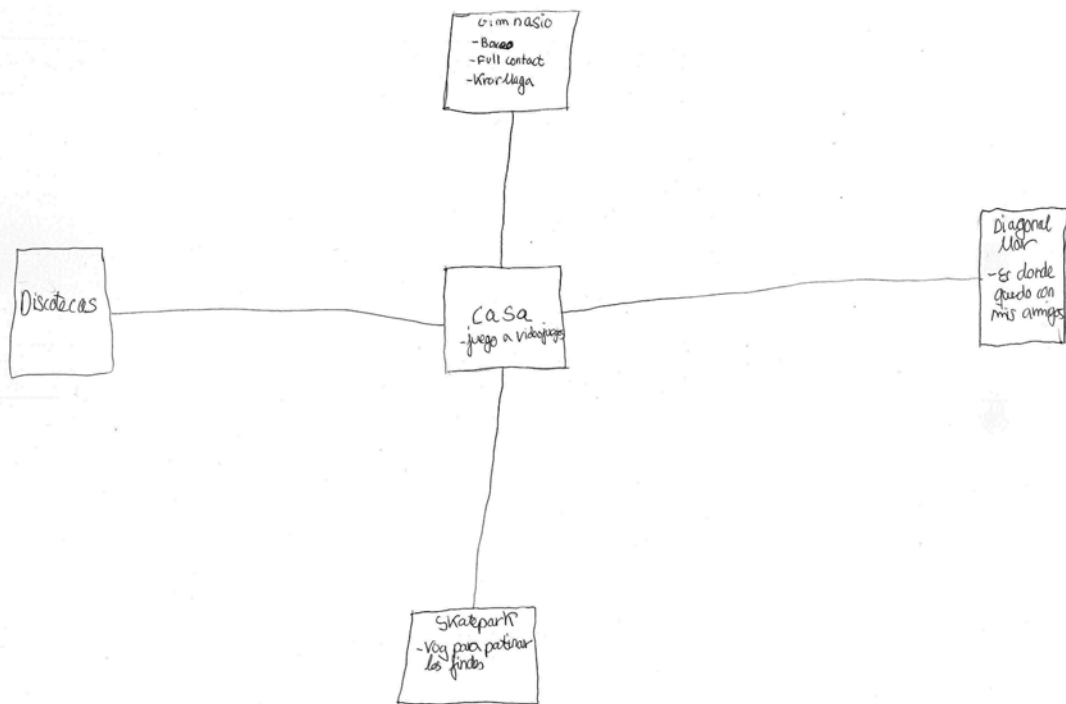 Gimnasio
- Boxeo
- Full contact
- Krav Maga
Diagonal
Mar
- Es donde
quedo con
mis amigos
Discotecas
casa
- juego a videojuegos
Skatepark
- Voy para patinar
los findes